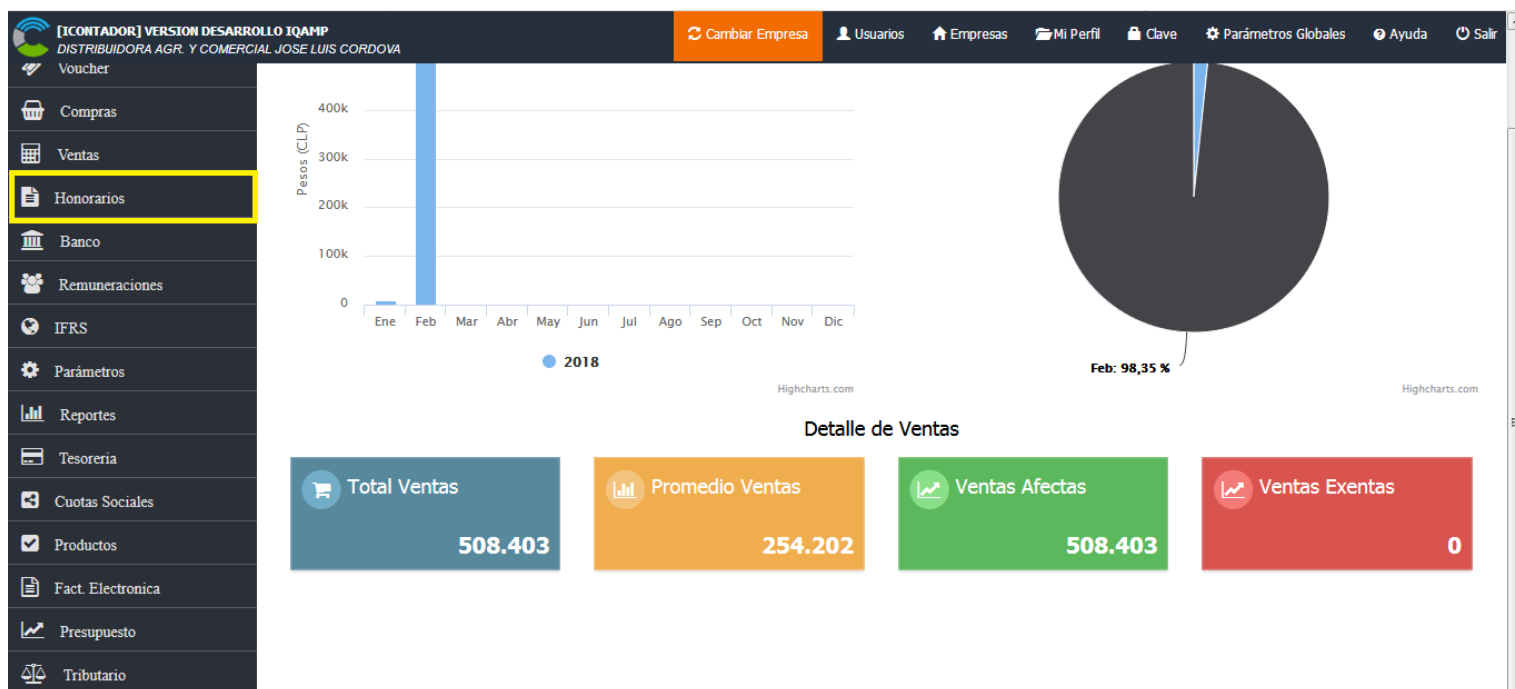 [ICONTADOR] VERSION DESARROLLO IQAMP
DISTRIBUIDORA AGR. Y COMERCIAL JOSE LUIS CORDOVA
Cambiar Empresa
Usuarios
Empresas
Mi Perfil
Clave
Parámetros Globales
Ayuda
Salir
Voucher
Compras
Ventas
Honorarios
Banco
Remuneraciones
IFRS
Parámetros
Reportes
Tesoreria
Cuotas Sociales
Productos
Fact. Electronica
Presupuesto
Tributario
Pesos (CLP)
400k
300k
200k
100k
0
Ene Feb Mar Abr May Jun Jul Ago Sep Oct Nov Dic
2018
Highcharts.com
Feb: 98,35 %
Highcharts.com
Detalle de Ventas
Total Ventas
508.403
Promedio Ventas
254.202
Ventas Afectas
508.403
Ventas Exentas
0